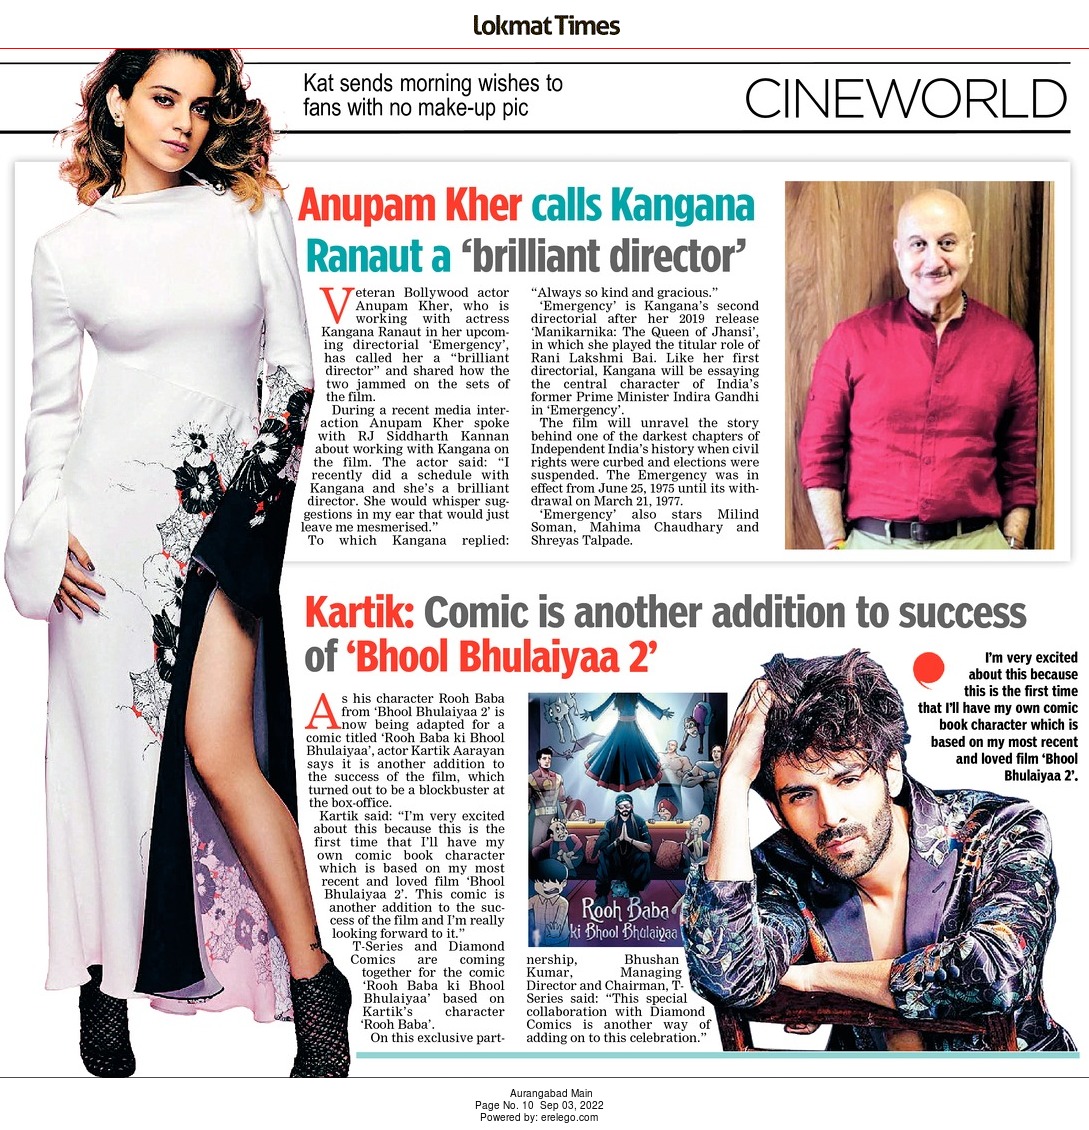 Lokmat Times
Kat sends morning wishes to
fans with no make-up pic
CINEWORLD
Anupam Kher calls Kangana
Ranaut a ‘brilliant director’
Veteran Bollywood actor
Anupam Kher, who is
working with actress
Kangana Ranaut in her upcom-
ing directorial ‘Emergency’,
has called her a “brilliant
director” and shared how the
two jammed on the sets of
the film.
During a recent media inter-
action Anupam Kher spoke
with RJ Siddharth Kannan
about working with Kangana on
the film. The actor said: “I
recently did a schedule with
Kangana and she’s a brilliant
director. She would whisper sug-
gestions in my ear that would just
leave me mesmerised.”
To which Kangana replied:
“Always so kind and gracious.”
‘Emergency’ is Kangana’s second
directorial after her 2019 release
‘Manikarnika: The Queen of Jhansi’,
in which she played the titular role of
Rani Lakshmi Bai. Like her first
directorial, Kangana will be essaying
the central character of India’s
former Prime Minister Indira Gandhi
in ‘Emergency’.
The film will unravel the story
behind one of the darkest chapters of
Independent India’s history when civil
rights were curbed and elections were
suspended. The Emergency was in
effect from June 25, 1975 until its with-
drawal on March 21, 1977.
‘Emergency’ also stars Milind
Soman, Mahima Chaudhary and
Shreyas Talpade.
Kartik: Comic is another addition to success
of ‘Bhool Bhulaiyaa 2’
As his character Rooh Baba
from ‘Bhool Bhulaiyaa 2’ is
now being adapted for a
comic titled ‘Rooh Baba ki Bhool
Bhulaiyaa’, actor Kartik Aarayan
says it is another addition to
the success of the film, which
turned out to be a blockbuster at
the box-office.
Kartik said: “I’m very excited
about this because this is the
first time that I’ll have my
own comic book character
which is based on my most
recent and loved film ‘Bhool
Bhulaiyaa 2’. This comic is
another addition to the suc-
cess of the film and I’m really
looking forward to it.”
T-Series and Diamond
Comics are coming
together for the comic
‘Rooh Baba ki Bhool
Bhulaiyaa’ based on
Kartik’s character
‘Rooh Baba’.
On this exclusive part-
Rooh Baba
ki Bhool Bhulaiyaa
nership, Bhushan
Kumar, Managing
Director and Chairman, T-
Series said: “This special
collaboration with Diamond
Comics is another way of
adding on to this celebration.”
I’m very excited
about this because
this is the first time
that I’ll have my own comic
book character which is
based on my most recent
and loved film ‘Bhool
Bhulaiyaa 2’.
Aurangabad Main
Page No. 10 Sep 03, 2022
Powered by: erelego.com